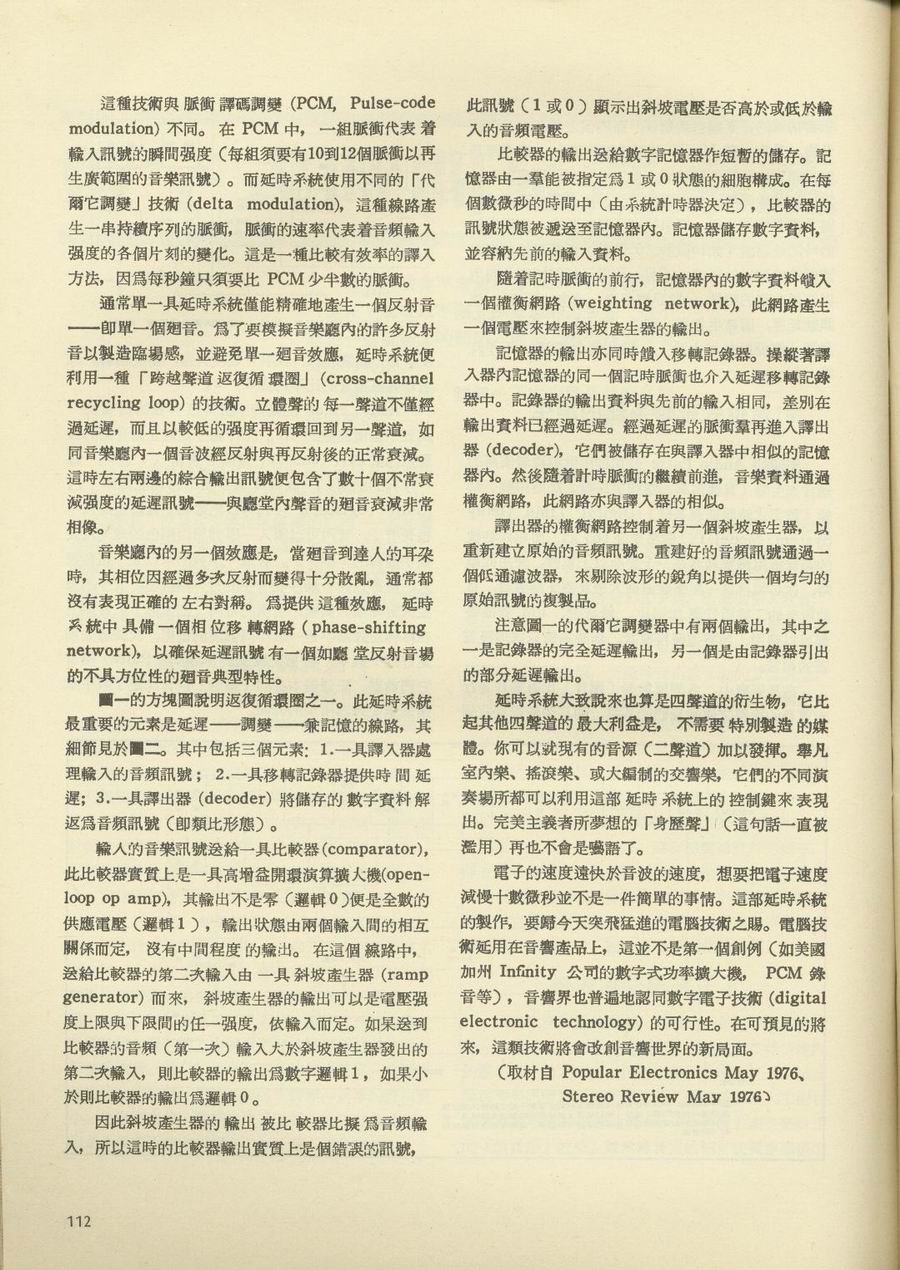 這種技術與 脈衝 譯碼調變 (PCM, Pulse-code
modulation) 不同。 在 PCM 中， 一組脈衝代表 着
輸入訊號的瞬間强度（每組須要有10到12個脈衝以再
生廣範圍的音樂訊號）。而延時系統使用不同的「代
爾它調變」技術 (delta modulation)，這種線路產
生一串持續序列的脈衝，脈衝的速率代表着音頻輸入
强度的各個片刻的變化。這是一種比較有效率的譯入
方法，因爲每秒鐘只須要比 PCM 少半數的脈衝。
通常單一具延時系統僅能精確地產生一個反射音
——卽單一個廻音。爲了要模擬音樂廳內的許多反射
音以製造臨場感，並避免單一廻音效應，延時系統便
利用一種「跨越聲道 返復循 環圈」(cross-channel
recycling loop) 的技術。立體聲的 每一聲道不僅經
過延遲，而且以較低的强度再循環回到另一聲道，如
同音樂廳內一個音波經反射與再反射後的正常衰減。
這時左右兩邊的綜合輸出訊號便包含了數十個不常衰
減强度的延遲訊號——與廳堂內聲音的廻音衰減非常
相像。
音樂廳內的另一個效應是，當廻音到達人的耳朶
時，其相位因經過多次反射而變得十分散亂，通常都
沒有表現正確的 左右對稱。 爲提供 這種效應， 延時
系 統中 具備 一個相 位移 轉網路 ( phase-shifting
network)，以確保延遲訊號 有一個如廳 堂反射音場
的不具方位性的廻音典型特性。
圖一的方塊圖說明返復循環圈之一。此延時系統
最重要的元素是延遲——調變——兼記憶的線路，其
細節見於圖二。其中包括三個元素：1.一具譯入器處
理輸入的音頻訊號； 2.一具移轉記錄器提供時 間 延
遲；3.一具譯出器 (decoder) 將儲存的 數字資料 解
返爲音頻訊號（卽類比形態）。
輸人的音樂訊號送給一具比較器(comparator)，
此比較器實質上是一具高增益開環演算擴大機(open-
loop op amp)，其輸出不是零（邏輯 0 )便是全數的
供應電壓（邏輯 1 ），輸出狀態由兩個輸入間的相互
關係而定， 沒有中間程度 的輸出。 在這個 線路中，
送給比較器的第二次輸入由 一具 斜坡產生器 (ramp
generator) 而來， 斜坡產生器的輸出可以是電壓强
度上限與下限間的任一强度，依輸入而定。如果送到
比較器的音頻（第一次）輸入大於斜坡產生器發出的
第二次輸入，則比較器的輸出爲數字邏輯 1 ，如果小
於則比較器的輸出爲邏輯 0 。
因此斜坡產生器的 輸出 被比 較器比擬 爲音頻輸
入，所以這時的比較器輸出實質上是個錯誤的訊號，
此訊號（ 1 或 0 ）顯示出斜坡電壓是否高於或低於輸
入的音頻電壓。
比較器的輸出送給數字記憶器作短暫的儲存。記
憶器由一羣能被指定爲 1 或 0 狀態的細胞構成。在每
個數微秒的時間中（由系統計時器決定），比較器的
訊號狀態被遞送至記憶器內。記憶器儲存數字資料，
並容納先前的輸入資料。
隨着記時脈衝的前行，記憶器內的數字資料饋入
一個權衡網路 (weighting network)，此網路產生
一個電壓來控制斜坡產生器的輸出。
記憶器的輸出亦同時饋入移轉記錄器。操縱著譯
入器內記憶器的同一個記時脈衝也介入延遲移轉記錄
器中。記錄器的輸出資料與先前的輸入相同，差別在
輸出資料已經過延遲。經過延遲的脈衝羣再進入譯出
器 (decoder)，它們被儲存在與譯入器中相似的記憶
器內。然後隨着計時脈衝的繼續前進，音樂資料通過
權衡網路，此網路亦與譯入器的相似。
譯出器的權衡網路控制着另一個斜坡產生器，以
重新建立原始的音頻訊號。重建好的音頻訊號通過一
個低通濾波器，來剔除波形的銳角以提供一個均勻的
原始訊號的複製品。
注意圖一的代爾它調變器中有兩個輸出，其中之
一是記錄器的完全延遲輸出，另一個是由記錄器引出
的部分延遲輸出。
延時系統大致說來也算是四聲道的衍生物，它比
起其他四聲道的 最大利益是， 不需要 特別製造 的媒
體。你可以就現有的音源（二聲道）加以發揮。舉凡
室內樂、搖滾樂、或大編制的交響樂，它們的不同演
奏場所都可以利用這部 延時 系統上的 控制鍵來 表現
出。完美主義者所夢想的「身歷聲」（這句話一直被
濫用）再也不會是囈語了。
電子的速度遠快於音波的速度，想要把電子速度
減慢十數微秒並不是一件簡單的事情。這部延時系統
的製作，要歸今天突飛猛進的電腦技術之賜。電腦技
術延用在音響產品上，這並不是第一個創例（如美國
加州 Infinity 公司的數字式功率擴大機， PCM 錄
音等），音響界也普遍地認同數字電子技術 (digital
electronic technology) 的可行性。在可預見的將
來，這類技術將會改創音響世界的新局面。
（取材自 Popular Electronics May 1976、
Stereo Review May 1976）
112